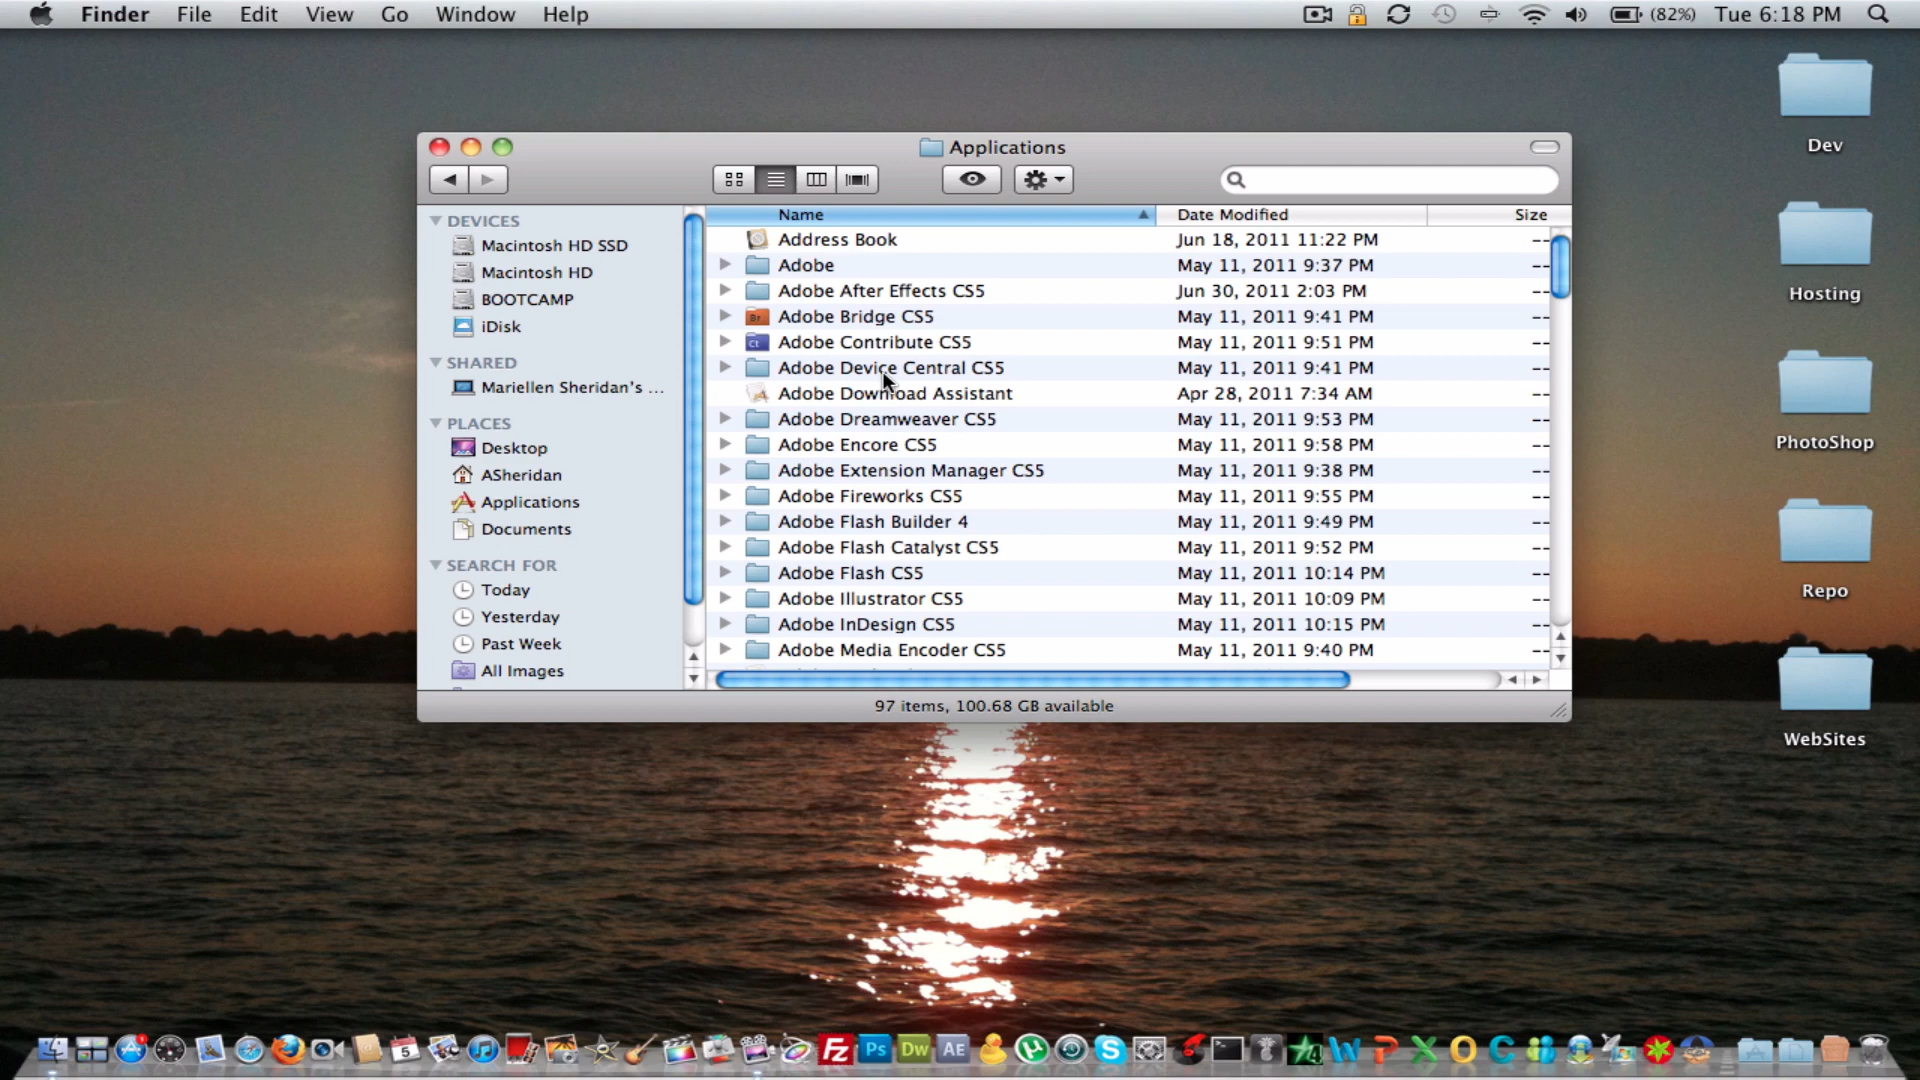 Finder File Edit View Go Window Help (82%) Tue 6:18 PM
Applications
Name Date Modified Size
DEVICES
Macintosh HD SSD
Macintosh HD
BOOTCAMP
iDisk
SHARED
Mariellen Sheridan's ...
PLACES
Desktop
ASheridan
Applications
Documents
SEARCH FOR
Today
Yesterday
Past Week
All Images
Address Book Jun 18, 2011 11:22 PM --
Adobe May 11, 2011 9:37 PM --
Adobe After Effects CS5 Jun 30, 2011 2:03 PM --
Br Adobe Bridge CS5 May 11, 2011 9:41 PM --
Ct Adobe Contribute CS5 May 11, 2011 9:51 PM --
Adobe Device Central CS5 May 11, 2011 9:41 PM --
Adobe Download Assistant Apr 28, 2011 7:34 AM --
Adobe Dreamweaver CS5 May 11, 2011 9:53 PM --
Adobe Encore CS5 May 11, 2011 9:58 PM --
Adobe Extension Manager CS5 May 11, 2011 9:38 PM --
Adobe Fireworks CS5 May 11, 2011 9:55 PM --
Adobe Flash Builder 4 May 11, 2011 9:49 PM --
Adobe Flash Catalyst CS5 May 11, 2011 9:52 PM --
Adobe Flash CS5 May 11, 2011 10:14 PM --
Adobe Illustrator CS5 May 11, 2011 10:09 PM --
Adobe InDesign CS5 May 11, 2011 10:15 PM --
Adobe Media Encoder CS5 May 11, 2011 9:40 PM --
97 items, 100.68 GB available
Dev
Hosting
PhotoShop
Repo
WebSites
5 Fz Ps Dw AE 4 W P X O C